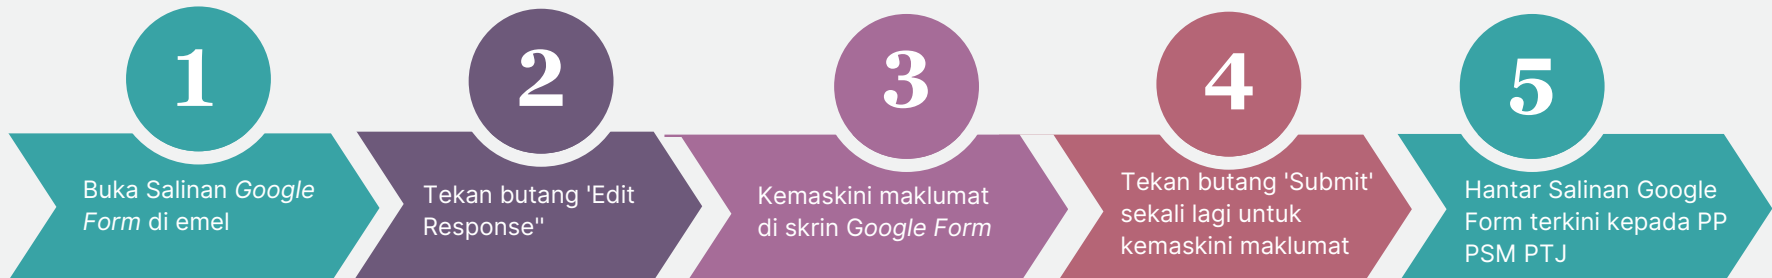 1
Buka Salinan Google
Form di emel
2
Tekan butang 'Edit
Response"
3
Kemaskini maklumat
di skrin Google Form
4
Tekan butang 'Submit'
sekali lagi untuk
kemaskini maklumat
5
Hantar Salinan Google
Form terkini kepada PP
PSM PTJ